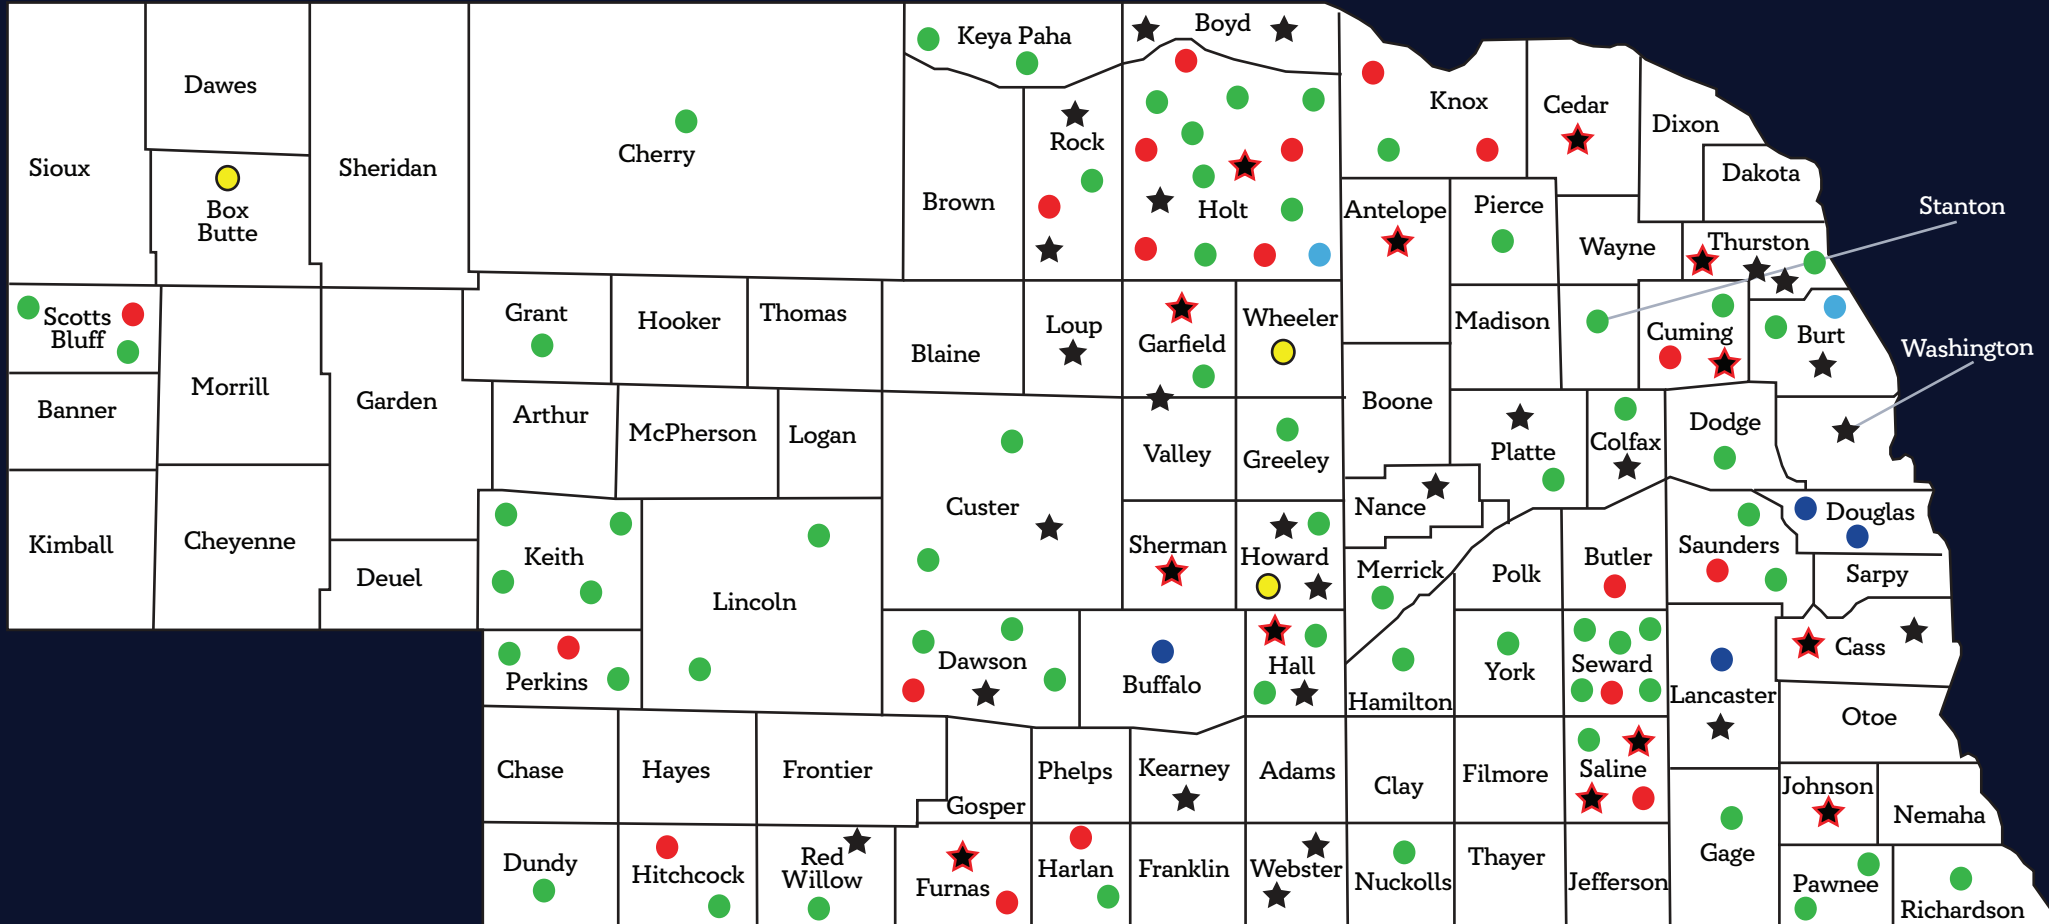 Keya Paha
Boyd
Dawes
Knox
Cedar
Dixon
Sioux
Sheridan
Cherry
Rock
Dakota
Box
Butte
Brown
Holt
Antelope
Pierce
Stanton
Wayne
Thurston
Scotts
Bluff
Grant
Hooker
Thomas
Loup
Wheeler
Garfield
Blaine
Madison
Cuming
Burt
Washington
Morrill
Garden
Banner
Arthur
McPherson
Logan
Boone
Valley
Greeley
Platte
Colfax
Dodge
Custer
Nance
Douglas
Kimball
Cheyenne
Keith
Deuel
Sherman
Howard
Merrick
Polk
Butler
Saunders
Sarpy
Lincoln
Perkins
Dawson
Buffalo
Hall
Hamilton
York
Seward
Lancaster
Cass
Otoe
Chase
Hayes
Frontier
Gosper
Phelps
Kearney
Adams
Clay
Filmore
Saline
Johnson
Nemaha
Dundy
Hitchcock
Red
Willow
Furnas
Harlan
Franklin
Webster
Nuckolls
Thayer
Jefferson
Gage
Pawnee
Richardson